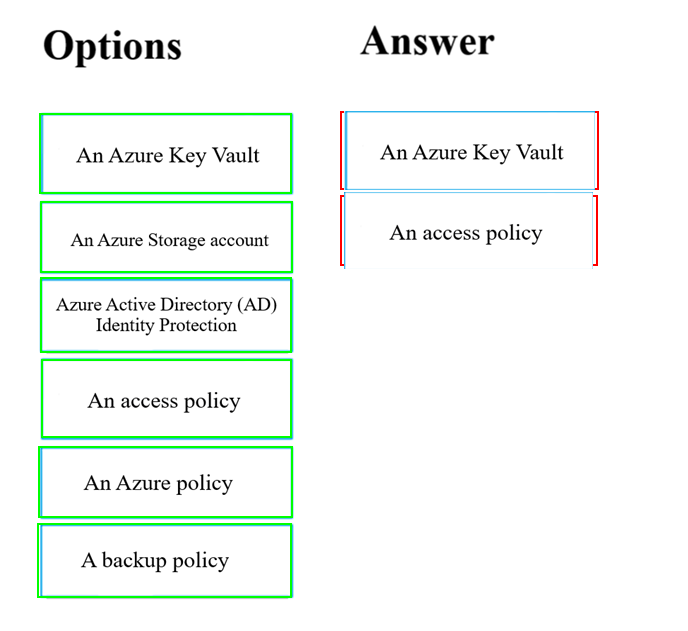 Options
Answer
An Azure Key Vault
An Azure Key Vault
An Azure Storage account
An access policy
Azure Active Directory (AD)
Identity Protection
An access policy
An Azure policy
A backup policy